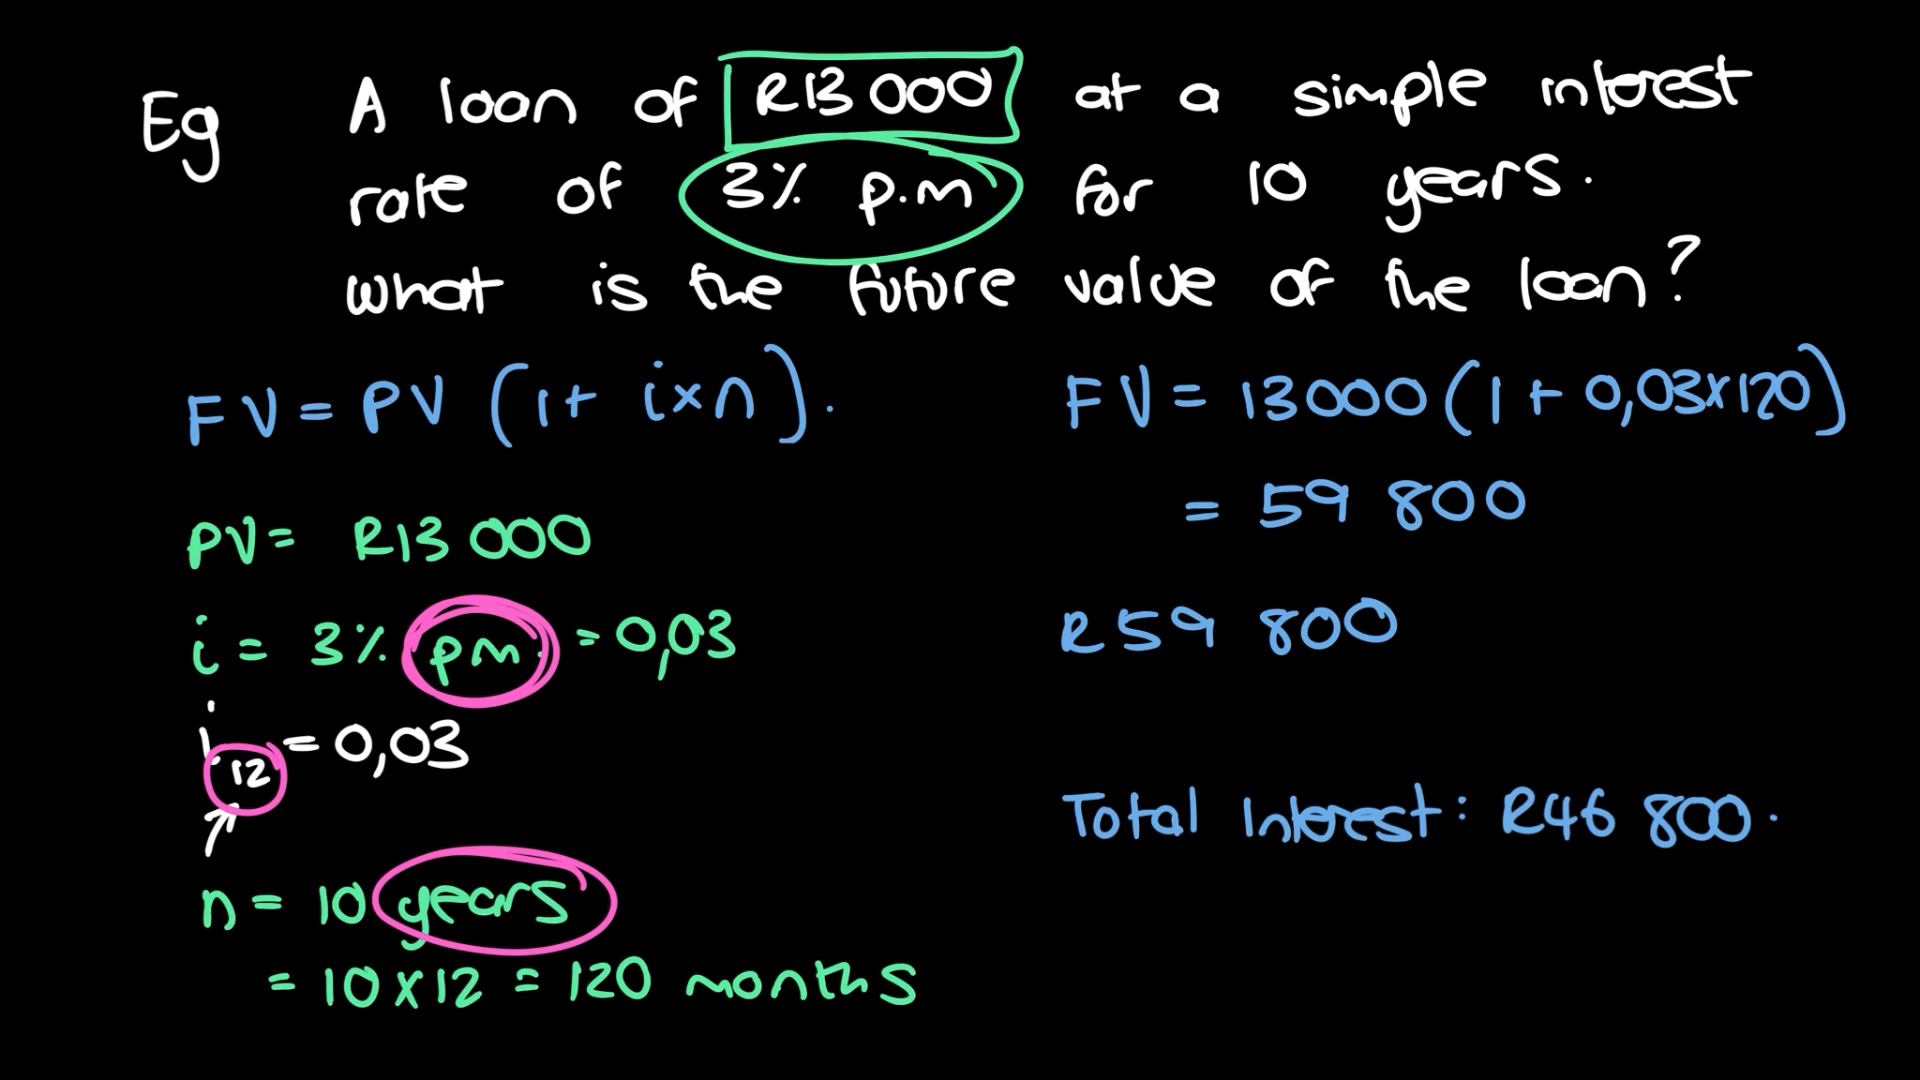 Eg A loan of R13 000 at a simple interest
rate of 3% p.m for 10 years.
what is the future value of the loan?
FV = PV (1 + i×n).
PV = R13 000
i = 3% pm. = 0,03
i12 = 0,03
n = 10 years
= 10 × 12 = 120 months
FV = 13000 (1 + 0,03×120)
= 59 800
R59 800
Total Interest: R46 800.